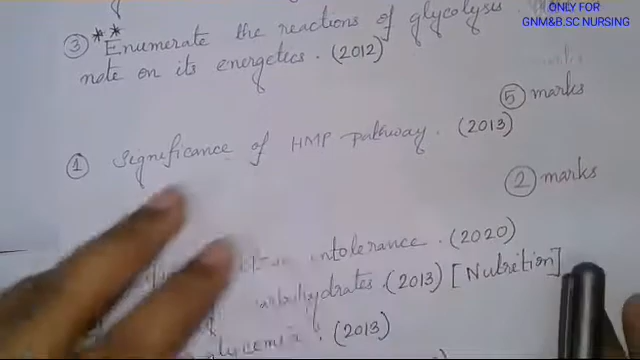 ONLY FOR
GNM&B.SC NURSING
③ ** Enumerate the reactions of glycolysis.
note on its energetics. (2012)
⑤ marks
① Significance of HMP pathway. (2013)
② marks
intolerance. (2020)
(2013) [Nutrition]
(2013)